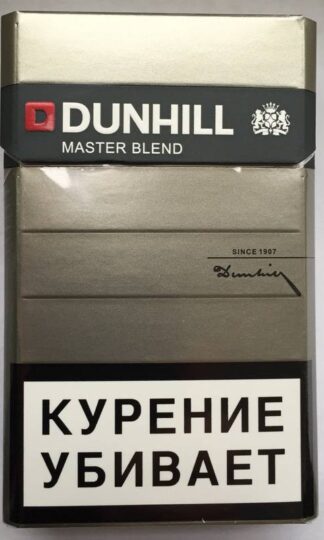 D DUNHILL
MASTER BLEND
SINCE 1907
Dunhill
КУРЕНИЕ
УБИВАЕТ